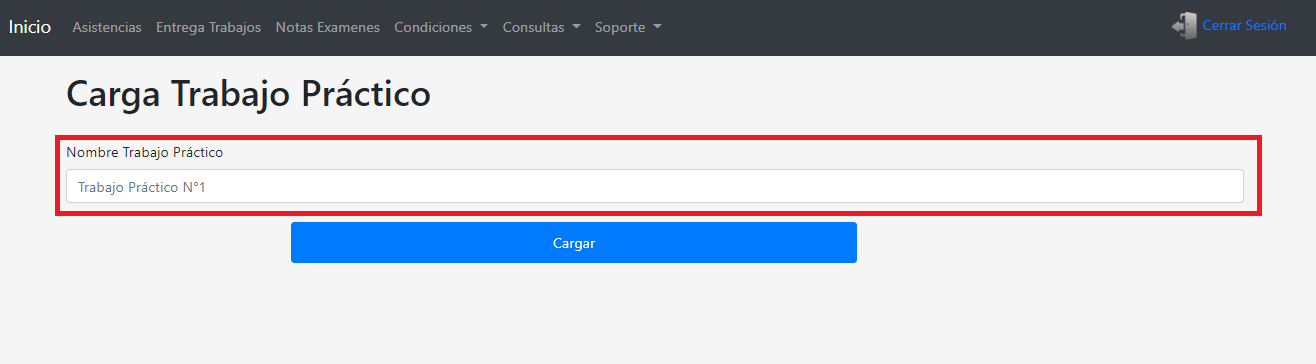 Inicio Asistencias Entrega Trabajos Notas Examenes Condiciones Consultas Soporte Cerrar Sesión
Carga Trabajo Práctico
Nombre Trabajo Práctico
Trabajo Práctico N°1
Cargar